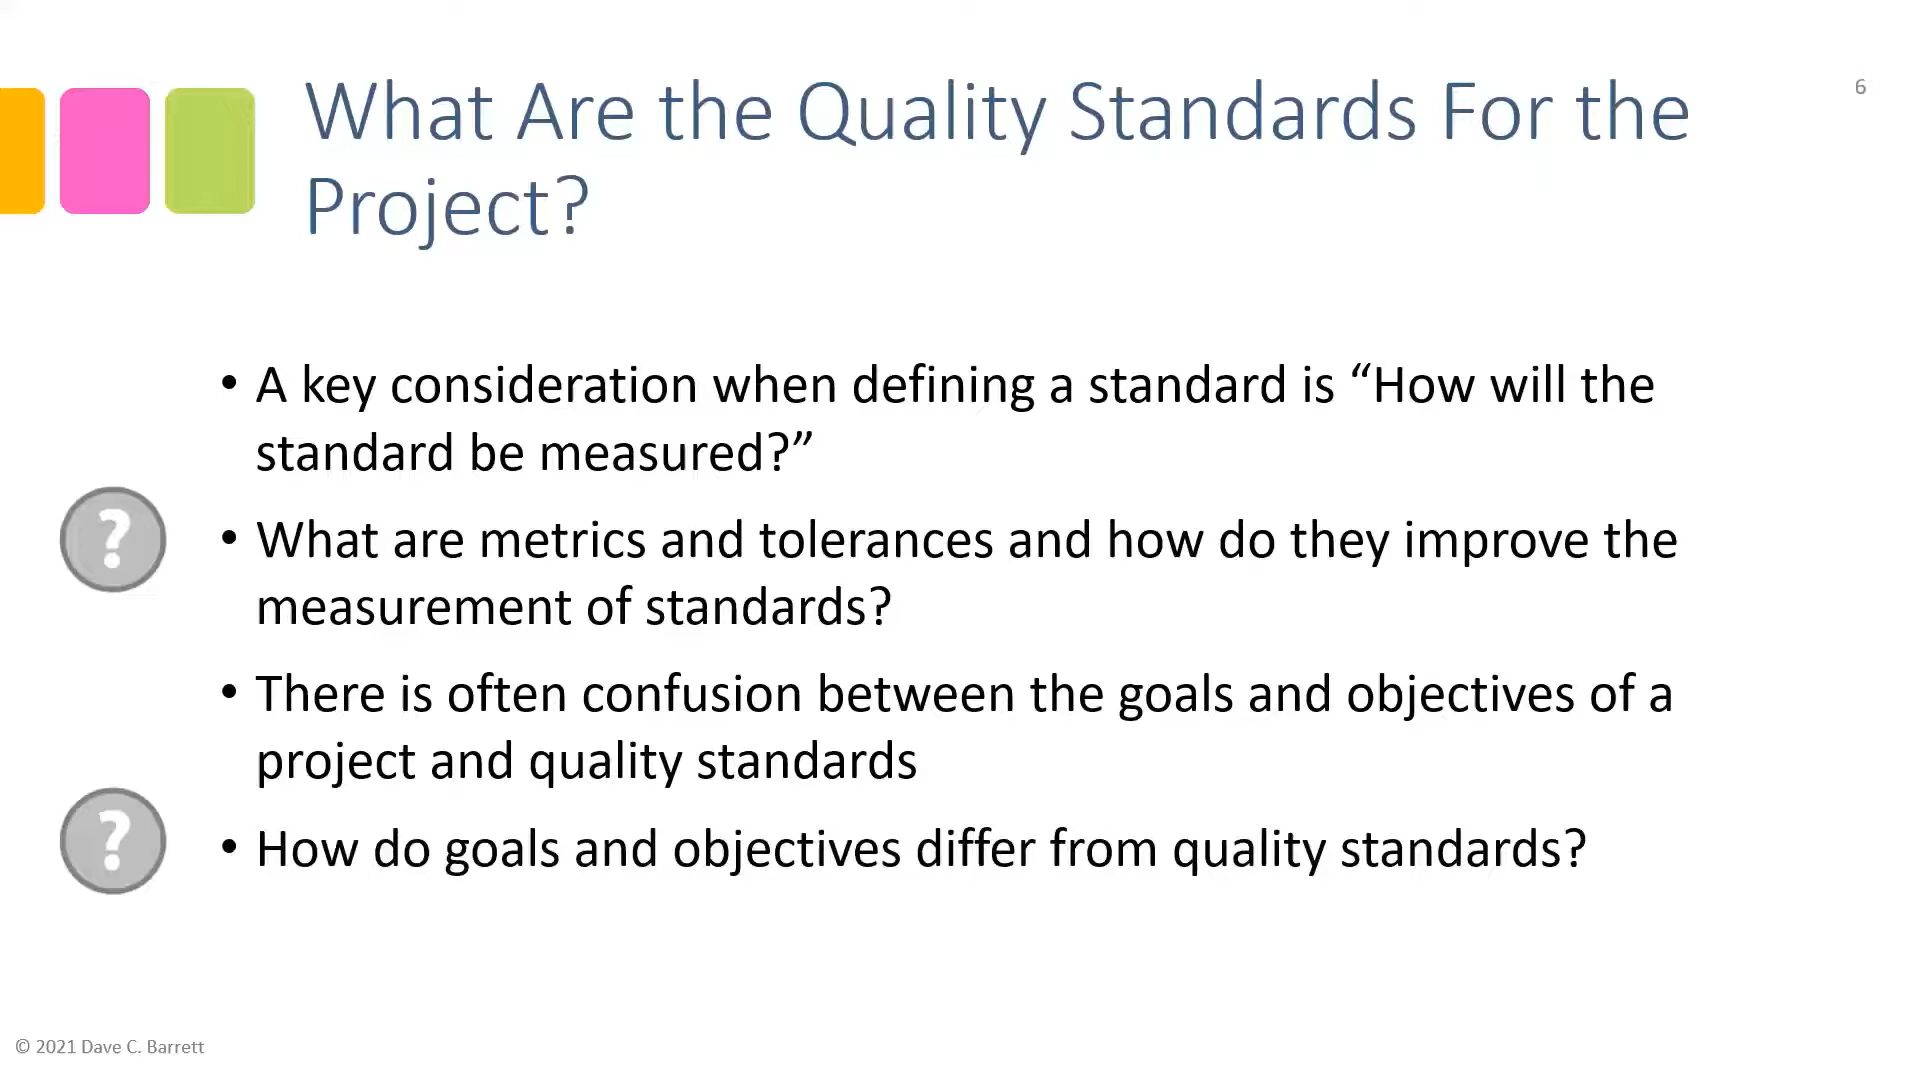 What Are the Quality Standards For the
Project?
6
• A key consideration when defining a standard is “How will the
standard be measured?”
• What are metrics and tolerances and how do they improve the
measurement of standards?
• There is often confusion between the goals and objectives of a
project and quality standards
• How do goals and objectives differ from quality standards?
?
?
© 2021 Dave C. Barrett